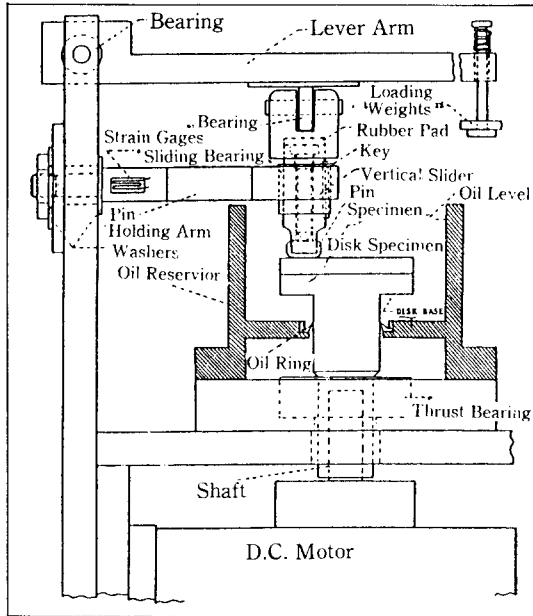 Bearing
Lever Arm
Loading
"Weights"
Bearing
Rubber Pad
Strain Gages
Sliding Bearing
Key
Vertical Slider
Pin
Oil Level
Specimen
Pin
Holding Arm
Washers
Disk Specimen
Oil Reservior
DISK BASE
Oil Ring
Thrust Bearing
Shaft
D.C. Motor